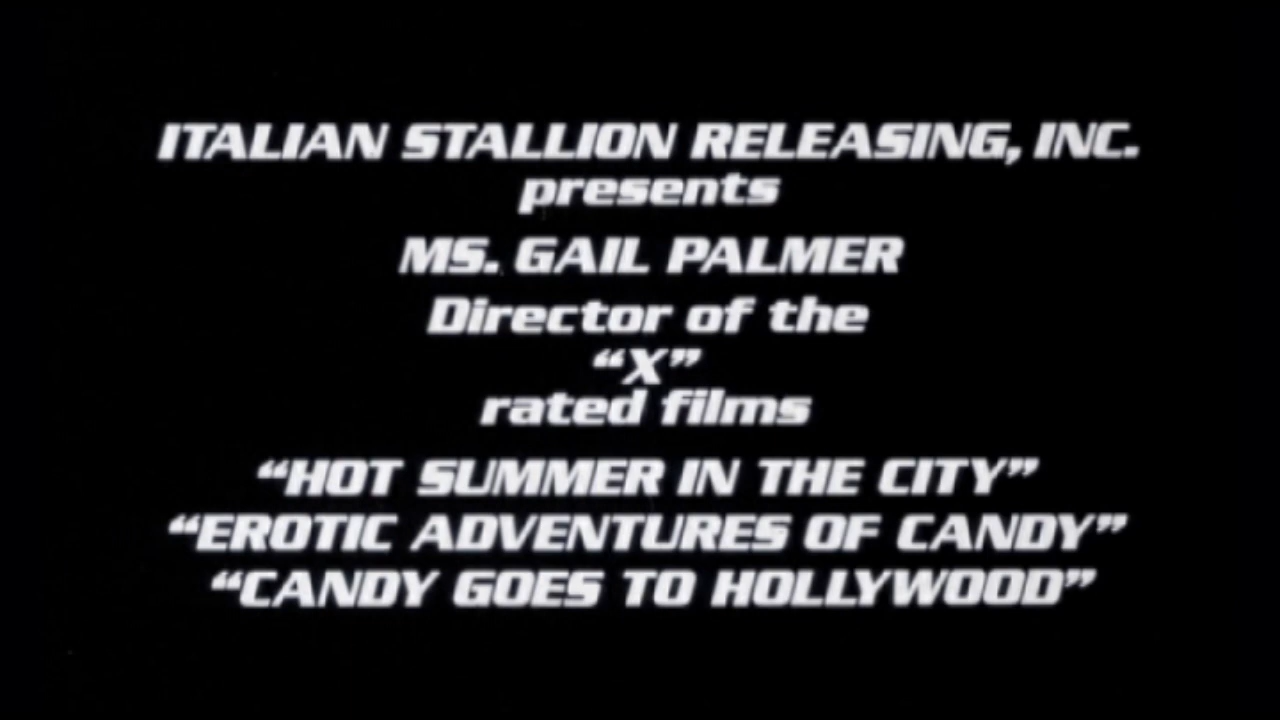 ITALIAN STALLION RELEASING, INC.
presents
MS. GAIL PALMER
Director of the
“X”
rated films
“HOT SUMMER IN THE CITY”
“EROTIC ADVENTURES OF CANDY”
“CANDY GOES TO HOLLYWOOD”